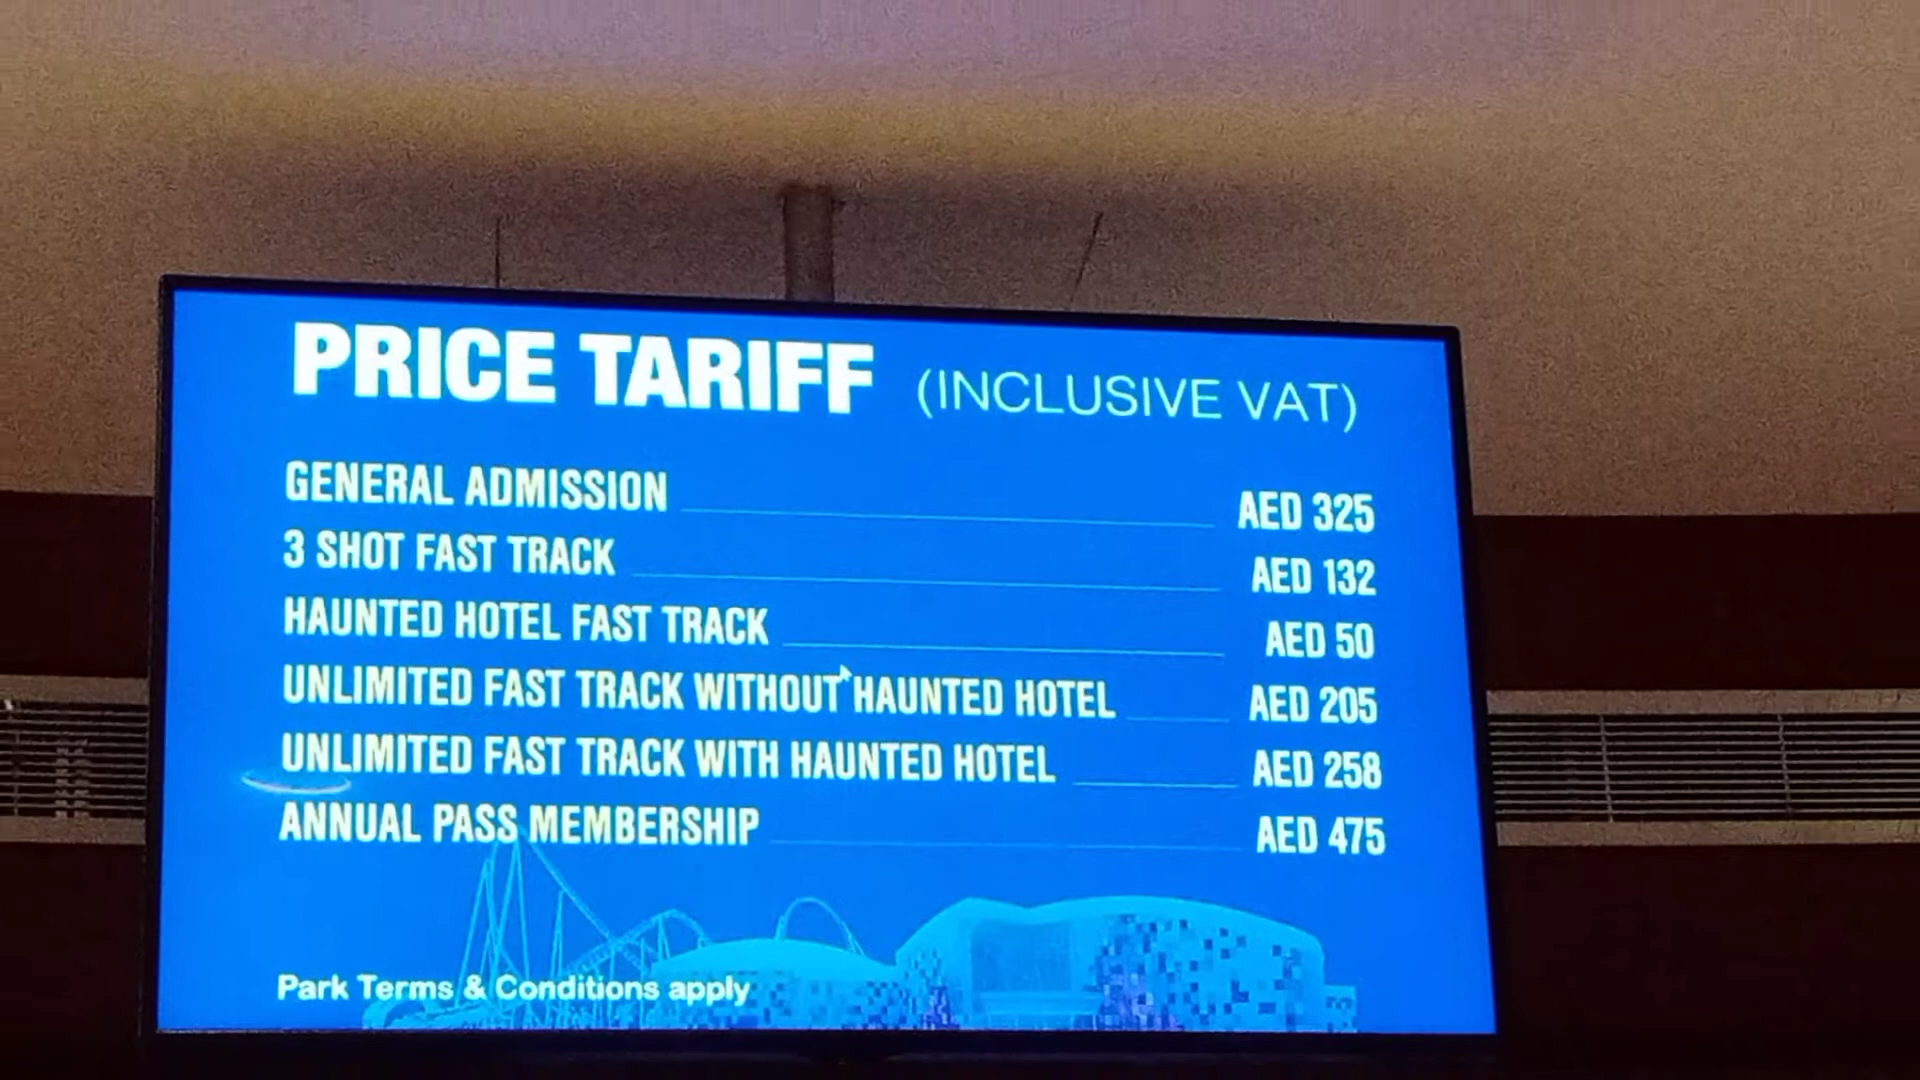 PRICE TARIFF (INCLUSIVE VAT)
GENERAL ADMISSION AED 325
3 SHOT FAST TRACK AED 132
HAUNTED HOTEL FAST TRACK AED 50
UNLIMITED FAST TRACK WITHOUT HAUNTED HOTEL AED 205
UNLIMITED FAST TRACK WITH HAUNTED HOTEL AED 258
ANNUAL PASS MEMBERSHIP AED 475
Park Terms & Conditions apply